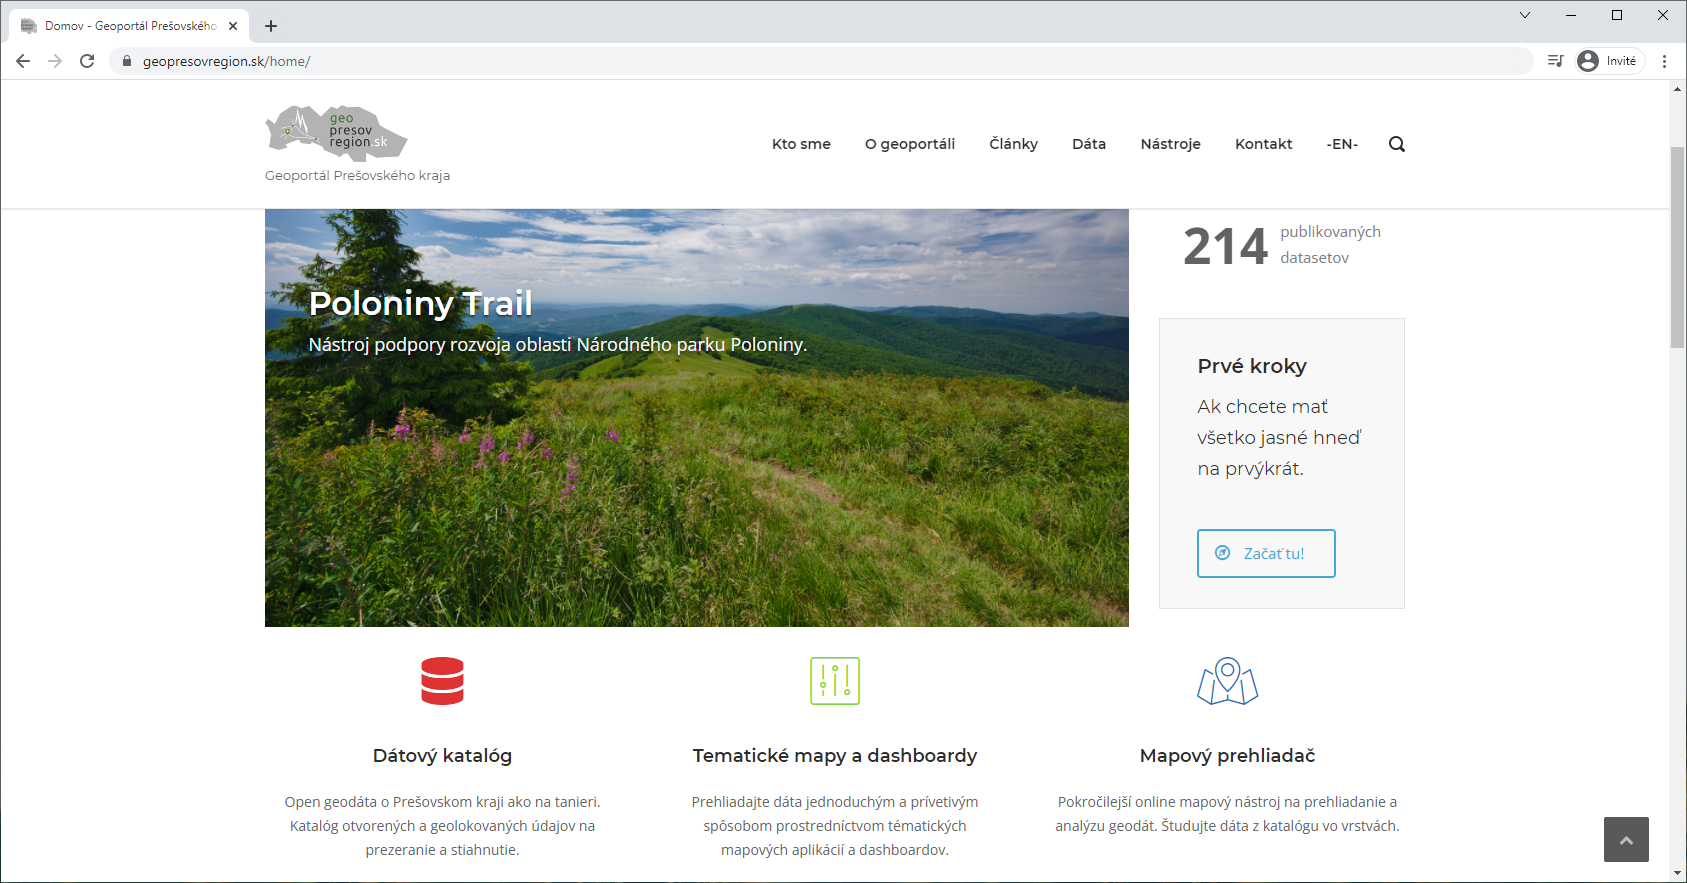 Domov - Geoportál Prešovského
geopresovregion.sk/home/
Invité
geo
presov
region.sk
Geoportál Prešovského kraja
Kto sme
O geoportáli
Články
Dáta
Nástroje
Kontakt
-EN-
Poloniny Trail
Nástroj podpory rozvoja oblasti Národného parku Poloniny.
214
publikovaných
datasetov
Prvé kroky
Ak chcete mať
všetko jasné hneď
na prvýkrát.
Začať tu!
Dátový katalóg
Open geodáta o Prešovskom kraji ako na tanieri.
Katalóg otvorených a geolokovaných údajov na
prezeranie a stiahnutie.
Tematické mapy a dashboardy
Prehliadajte dáta jednoduchým a prívetivým
spôsobom prostredníctvom tématických
mapových aplikácií a dashboardov.
Mapový prehliadač
Pokročilejší online mapový nástroj na prehliadanie a
analýzu geodát. Študujte dáta z katalógu vo vrstvách.